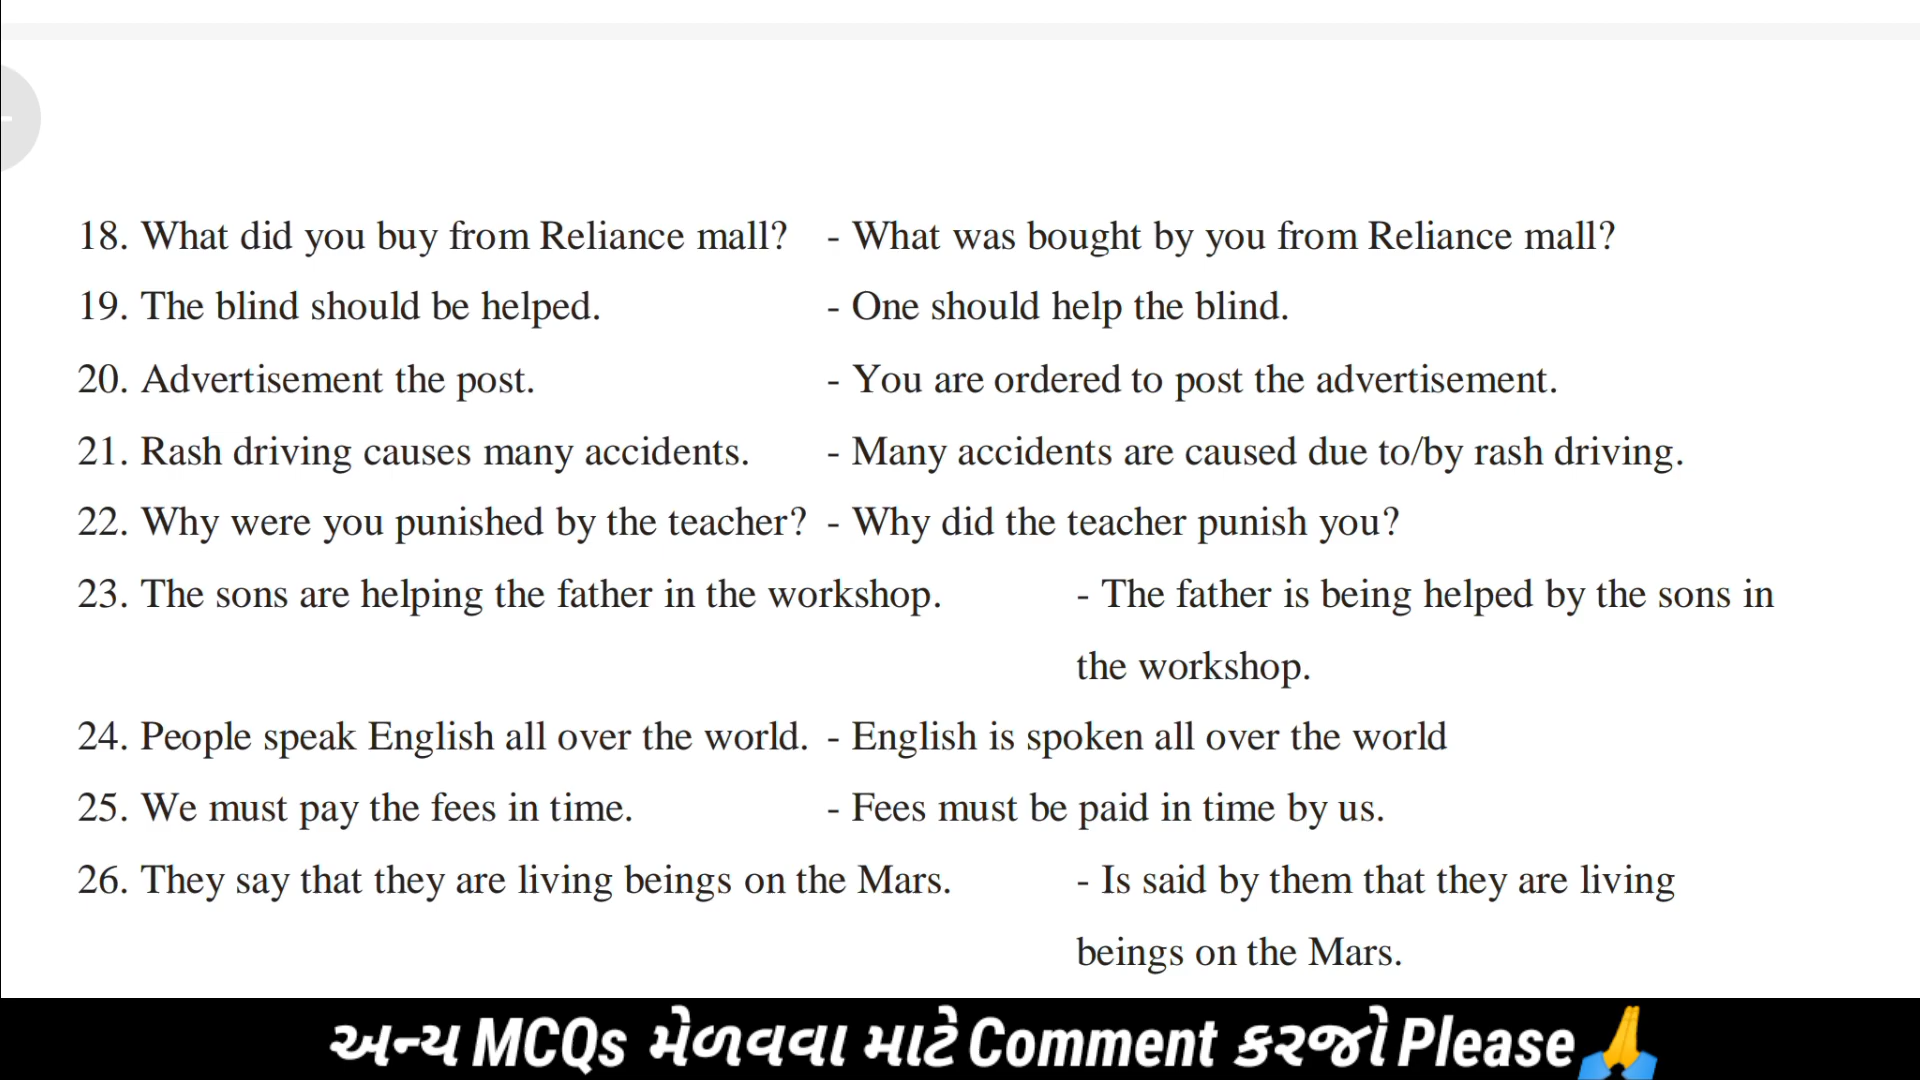 18. What did you buy from Reliance mall? - What was bought by you from Reliance mall?
19. The blind should be helped. - One should help the blind.
20. Advertisement the post. - You are ordered to post the advertisement.
21. Rash driving causes many accidents. - Many accidents are caused due to/by rash driving.
22. Why were you punished by the teacher? - Why did the teacher punish you?
23. The sons are helping the father in the workshop. - The father is being helped by the sons in
the workshop.
24. People speak English all over the world. - English is spoken all over the world
25. We must pay the fees in time. - Fees must be paid in time by us.
26. They say that they are living beings on the Mars. - Is said by them that they are living
beings on the Mars.
અન્ય MCQs મેળવવા માટે Comment કરજો Please🙏